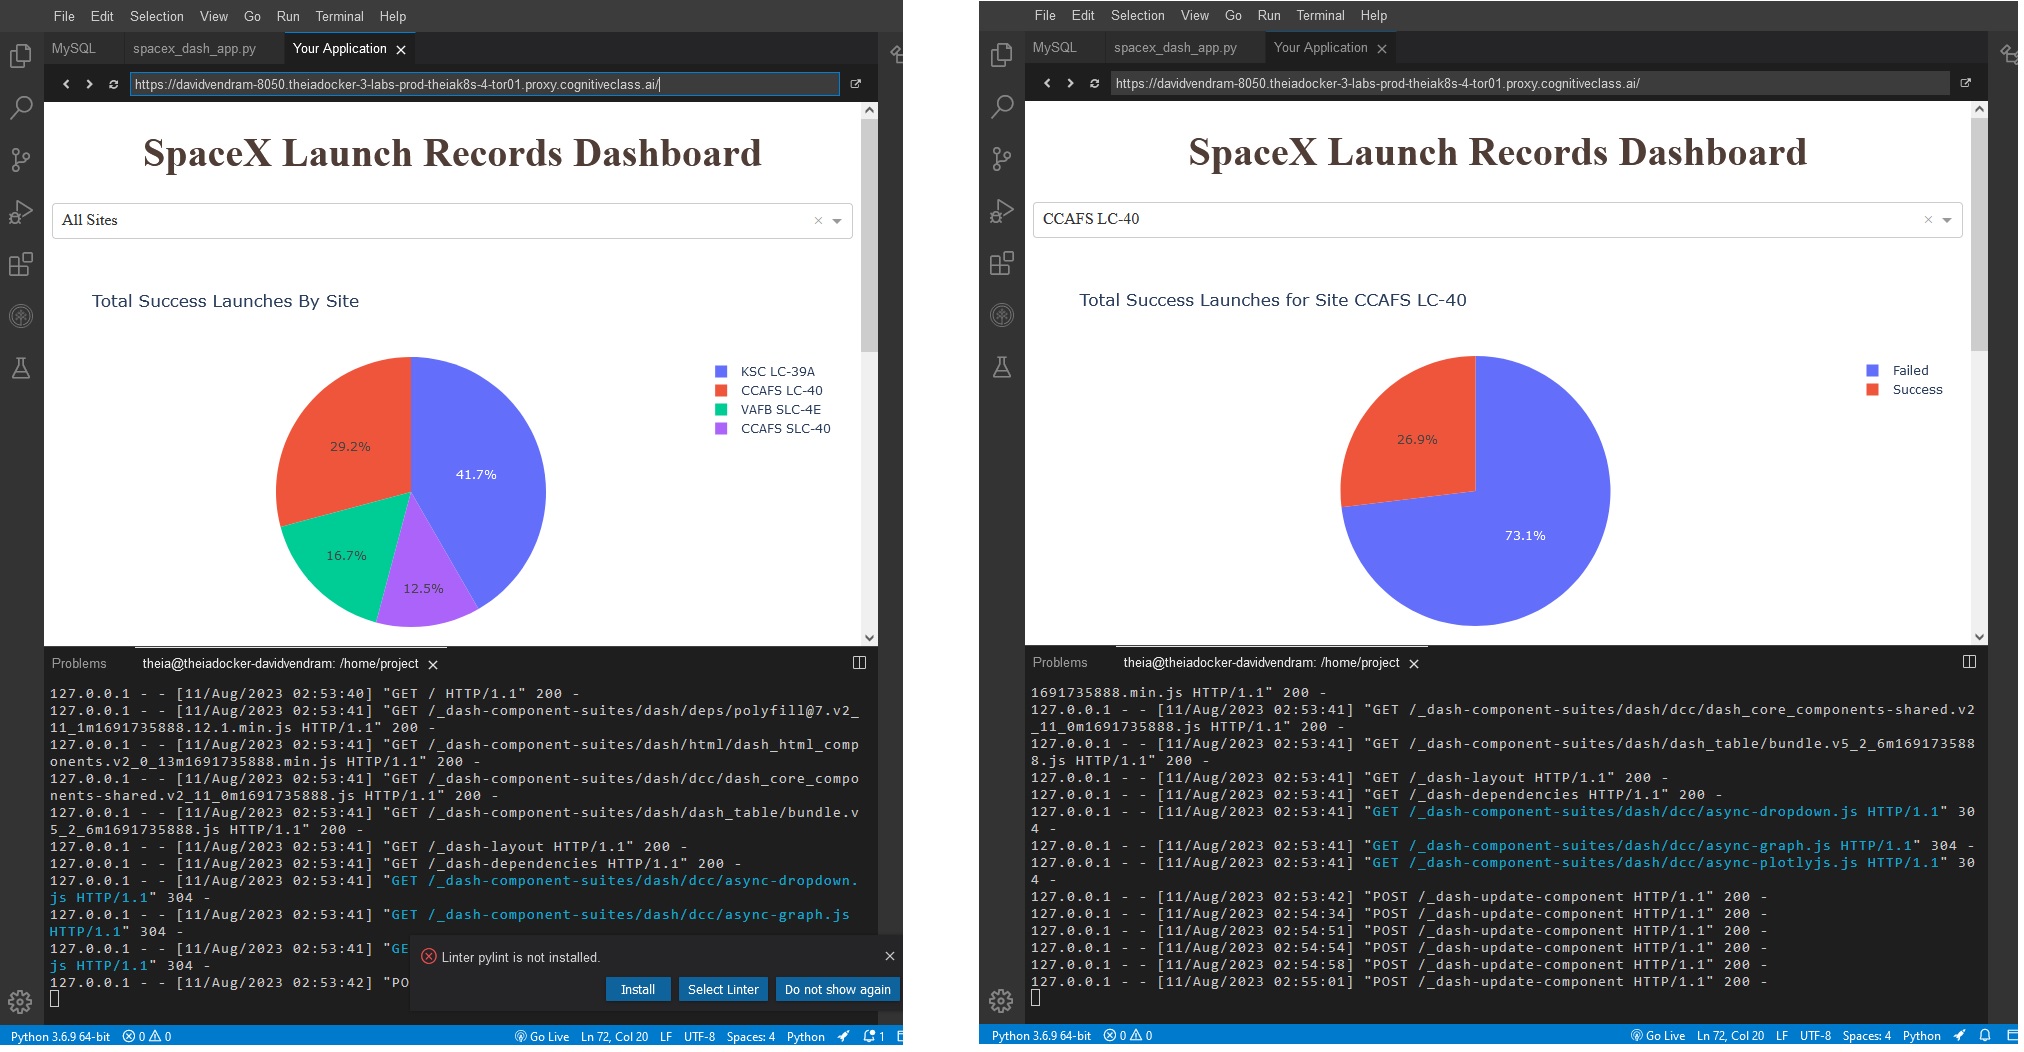 File Edit Selection View Go Run Terminal Help
MySQL spacex_dash_app.py Your Application
https://davidvendram-8050.theiadocker-3-labs-prod-theiak8s-4-tor01.proxy.cognitiveclass.ai/
SpaceX Launch Records Dashboard
All Sites
Total Success Launches By Site
KSC LC-39A
CCAFS LC-40
VAFB SLC-4E
CCAFS SLC-40
29.2%
41.7%
16.7%
12.5%
Problems theia@theiadocker-davidvendram: /home/project
127.0.0.1 - - [11/Aug/2023 02:53:40] "GET / HTTP/1.1" 200 -
127.0.0.1 - - [11/Aug/2023 02:53:41] "GET /_dash-component-suites/dash/deps/polyfill@7.v2_
11_1m1691735888.12.1.min.js HTTP/1.1" 200 -
127.0.0.1 - - [11/Aug/2023 02:53:41] "GET /_dash-component-suites/dash/html/dash_html_comp
onents.v2_0_13m1691735888.min.js HTTP/1.1" 200 -
127.0.0.1 - - [11/Aug/2023 02:53:41] "GET /_dash-component-suites/dash/dcc/dash_core_compo
nents-shared.v2_11_0m1691735888.js HTTP/1.1" 200 -
127.0.0.1 - - [11/Aug/2023 02:53:41] "GET /_dash-component-suites/dash/dash_table/bundle.v
5_2_6m1691735888.js HTTP/1.1" 200 -
127.0.0.1 - - [11/Aug/2023 02:53:41] "GET /_dash-layout HTTP/1.1" 200 -
127.0.0.1 - - [11/Aug/2023 02:53:41] "GET /_dash-dependencies HTTP/1.1" 200 -
127.0.0.1 - - [11/Aug/2023 02:53:41] "GET /_dash-component-suites/dash/dcc/async-dropdown.
js HTTP/1.1" 304 -
127.0.0.1 - - [11/Aug/2023 02:53:41] "GET /_dash-component-suites/dash/dcc/async-graph.js
HTTP/1.1" 304 -
127.0.0.1 - - [11/Aug/2023 02:53:41] "GE
js HTTP/1.1" 304 -
127.0.0.1 - - [11/Aug/2023 02:53:42] "PO
Linter pylint is not installed.
Install Select Linter Do not show again
Python 3.6.9 64-bit 0 0 Go Live Ln 72, Col 20 LF UTF-8 Spaces: 4 Python 1
File Edit Selection View Go Run Terminal Help
MySQL spacex_dash_app.py Your Application
https://davidvendram-8050.theiadocker-3-labs-prod-theiak8s-4-tor01.proxy.cognitiveclass.ai/
SpaceX Launch Records Dashboard
CCAFS LC-40
Total Success Launches for Site CCAFS LC-40
Failed
Success
26.9%
73.1%
Problems theia@theiadocker-davidvendram: /home/project
1691735888.min.js HTTP/1.1" 200 -
127.0.0.1 - - [11/Aug/2023 02:53:41] "GET /_dash-component-suites/dash/dcc/dash_core_components-shared.v2
_11_0m1691735888.js HTTP/1.1" 200 -
127.0.0.1 - - [11/Aug/2023 02:53:41] "GET /_dash-component-suites/dash/dash_table/bundle.v5_2_6m169173588
8.js HTTP/1.1" 200 -
127.0.0.1 - - [11/Aug/2023 02:53:41] "GET /_dash-layout HTTP/1.1" 200 -
127.0.0.1 - - [11/Aug/2023 02:53:41] "GET /_dash-dependencies HTTP/1.1" 200 -
127.0.0.1 - - [11/Aug/2023 02:53:41] "GET /_dash-component-suites/dash/dcc/async-dropdown.js HTTP/1.1" 30
4 -
127.0.0.1 - - [11/Aug/2023 02:53:41] "GET /_dash-component-suites/dash/dcc/async-graph.js HTTP/1.1" 304 -
127.0.0.1 - - [11/Aug/2023 02:53:41] "GET /_dash-component-suites/dash/dcc/async-plotlyjs.js HTTP/1.1" 30
4 -
127.0.0.1 - - [11/Aug/2023 02:53:42] "POST /_dash-update-component HTTP/1.1" 200 -
127.0.0.1 - - [11/Aug/2023 02:54:34] "POST /_dash-update-component HTTP/1.1" 200 -
127.0.0.1 - - [11/Aug/2023 02:54:51] "POST /_dash-update-component HTTP/1.1" 200 -
127.0.0.1 - - [11/Aug/2023 02:54:54] "POST /_dash-update-component HTTP/1.1" 200 -
127.0.0.1 - - [11/Aug/2023 02:54:58] "POST /_dash-update-component HTTP/1.1" 200 -
127.0.0.1 - - [11/Aug/2023 02:55:01] "POST /_dash-update-component HTTP/1.1" 200 -
Python 3.6.9 64-bit 0 0 Go Live Ln 72, Col 20 LF UTF-8 Spaces: 4 Python